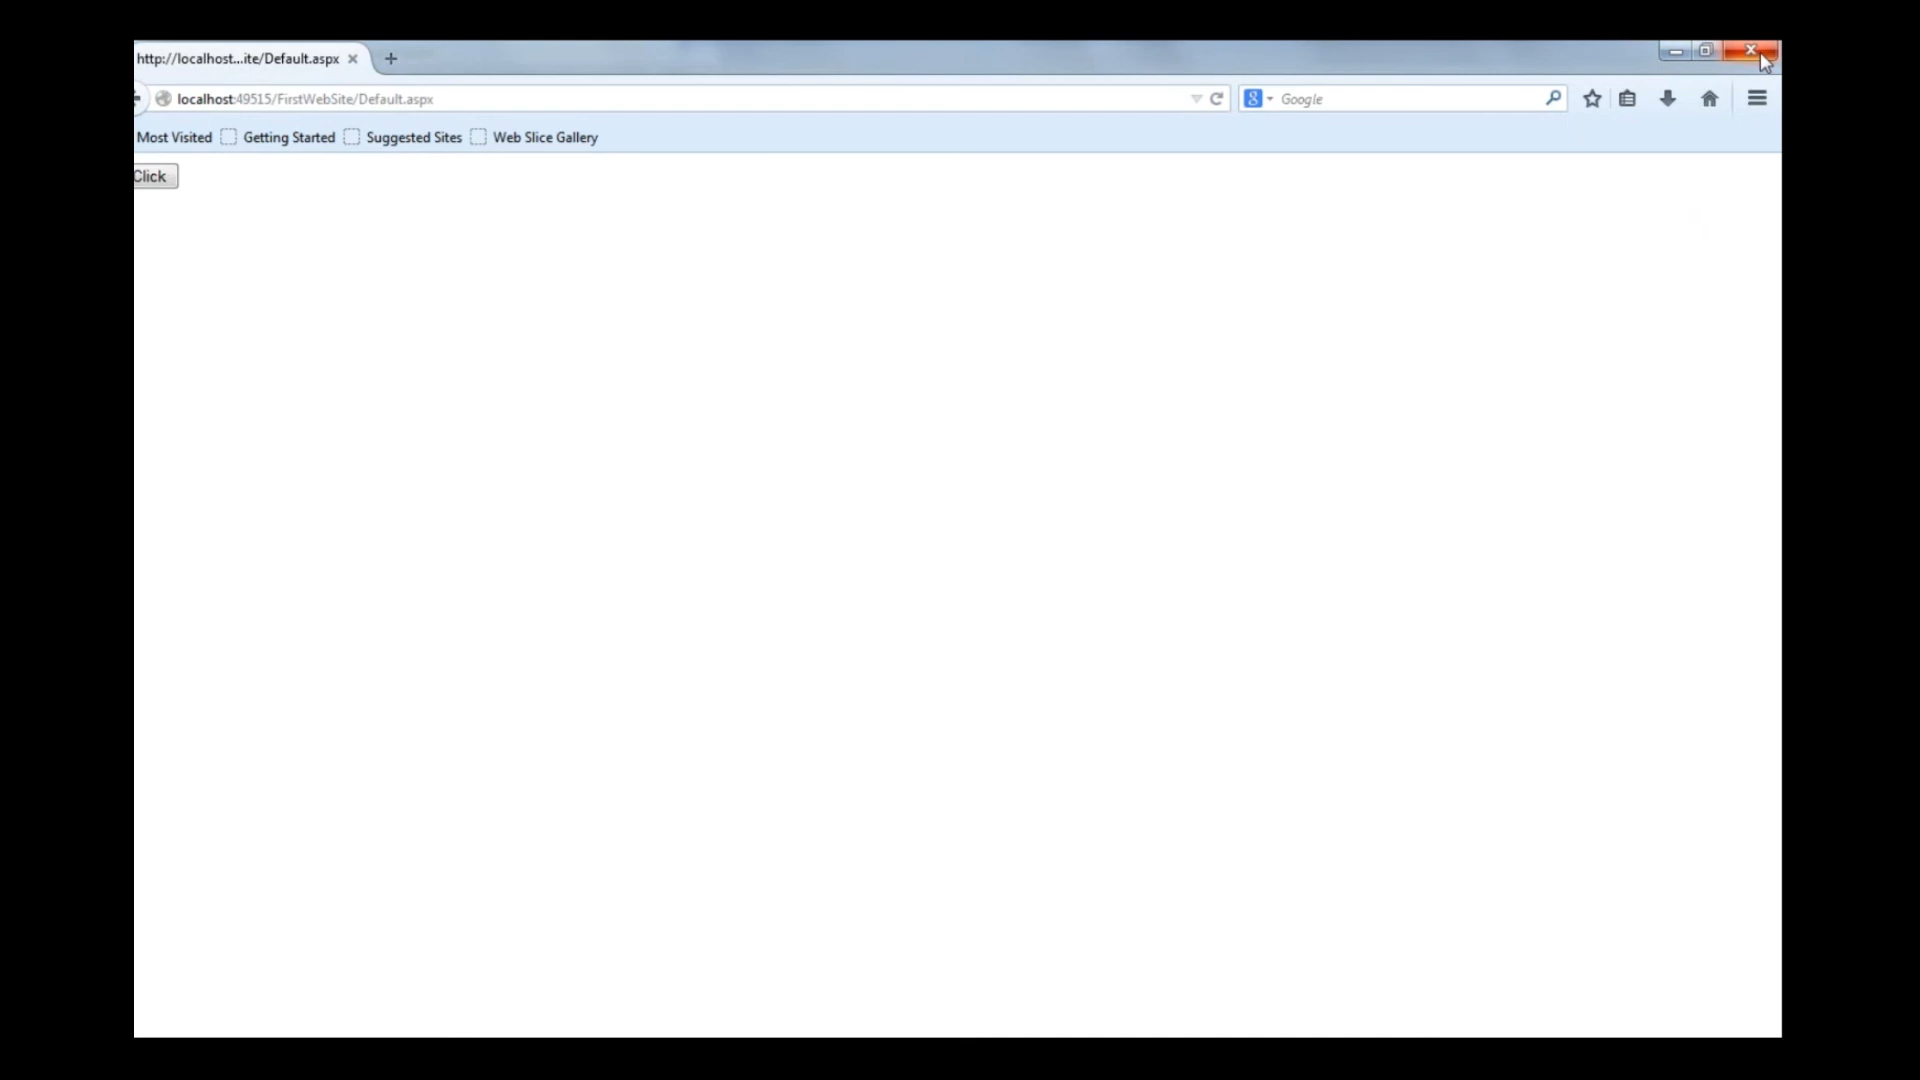 http://localhost...ite/Default.aspx
localhost:49515/FirstWebSite/Default.aspx
8 Google
Most Visited Getting Started Suggested Sites Web Slice Gallery
Click